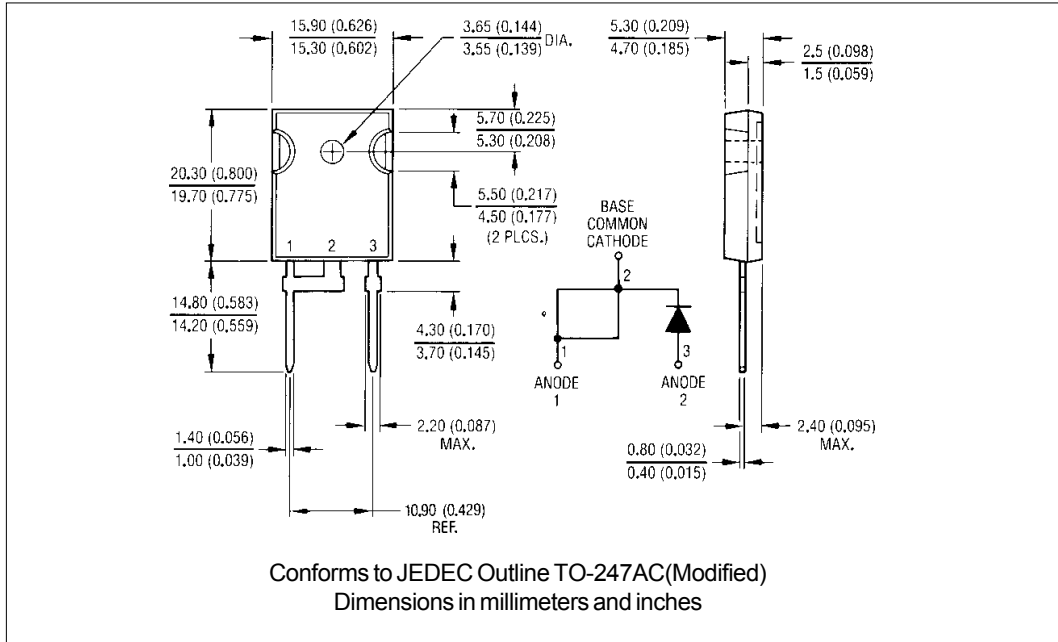 15.90 (0.626)
15.30 (0.602)
3.65 (0.144)
3.55 (0.139)
DIA.
5.30 (0.209)
4.70 (0.185)
2.5 (0.098)
1.5 (0.059)
5.70 (0.225)
5.30 (0.208)
20.30 (0.800)
19.70 (0.775)
5.50 (0.217)
4.50 (0.177)
(2 PLCS.)
BASE
COMMON
CATHODE
1 2 3
2
14.80 (0.583)
14.20 (0.559)
4.30 (0.170)
3.70 (0.145)
1
3
ANODE
1
ANODE
2
1.40 (0.056)
1.00 (0.039)
2.20 (0.087)
MAX.
0.80 (0.032)
0.40 (0.015)
2.40 (0.095)
MAX.
10.90 (0.429)
REF.
Conforms to JEDEC Outline TO-247AC(Modified)
Dimensions in millimeters and inches